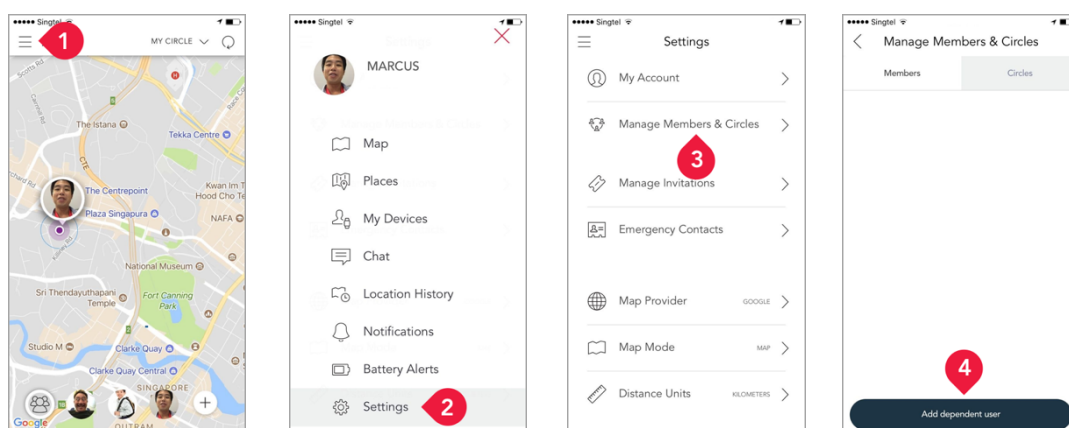 ●●●●● Singtel
MY CIRCLE
1
Scotts Rd
The Istana
Tekka Centre
CTE
The Centrepoint
Kwan Im T
Hood Cho Te
Plaza Singapura
NAFA
National Museum
Sri Thendayuthapani
Temple
Fort Canning
Park
Studio M
Clarke Quay
Clarke Quay Central
SINGAPORE
Google
OUTRAM
●●●●● Singtel
MARCUS
Map
Places
My Devices
Chat
Location History
Notifications
Battery Alerts
Settings
2
●●●●● Singtel
Settings
My Account
Manage Members & Circles
3
Manage Invitations
Emergency Contacts
Map Provider GOOGLE
Map Mode MAP
Distance Units KILOMETERS
●●●●● Singtel
Manage Members & Circles
Members Circles
4
Add dependent user